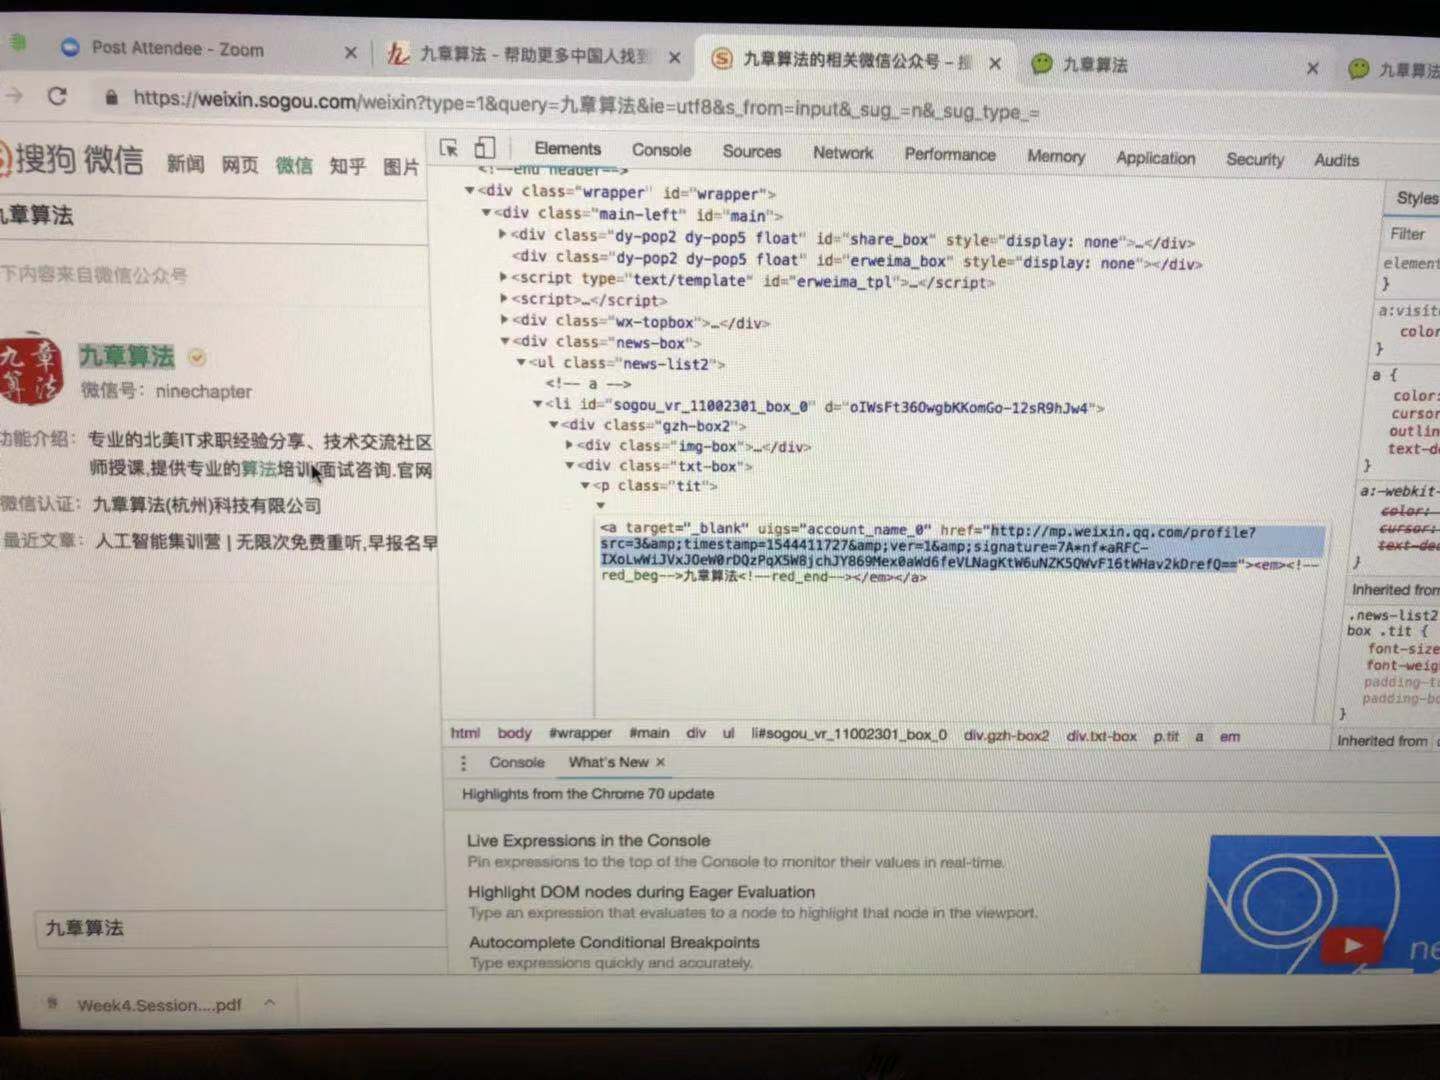 Post Attendee - Zoom
九章算法 - 帮助更多中国人找到
九章算法的相关微信公众号 – 搜
九章算法
九章算法
https://weixin.sogou.com/weixin?type=1&query=九章算法&ie=utf8&s_from=input&_sug_=n&_sug_type_=
搜狗 微信 新闻 网页 微信 知乎 图片
九章算法
下内容来自微信公众号
九章算法
九章算法
微信号：ninechapter
功能介绍：专业的北美IT求职经验分享、技术交流社区
师授课,提供专业的算法培训,面试咨询.官网
微信认证：九章算法(杭州)科技有限公司
最近文章：人工智能集训营 | 无限次免费重听,早报名早
九章算法
Elements Console Sources Network Performance Memory Application Security Audits
<!--end header-->
▼<div class="wrapper" id="wrapper">
▼<div class="main-left" id="main">
▶<div class="dy-pop2 dy-pop5 float" id="share_box" style="display: none">…</div>
<div class="dy-pop2 dy-pop5 float" id="erweima_box" style="display: none"></div>
▶<script type="text/template" id="erweima_tpl">…</script>
▶<script>…</script>
▶<div class="wx-topbox">…</div>
▼<div class="news-box">
▼<ul class="news-list2">
<!-- a -->
▼<li id="sogou_vr_11002301_box_0" d="oIWsFt36OwgbKKomGo-12sR9hJw4">
▼<div class="gzh-box2">
▶<div class="img-box">…</div>
▼<div class="txt-box">
▼<p class="tit">
▼
<a target="_blank" uigs="account_name_0" href="http://mp.weixin.qq.com/profile?
src=3&amp;timestamp=1544411727&amp;ver=1&amp;signature=7A*nf*aRFC-
IXoLwWiJVxJOeW0rDQzPqX5W8jchJY869Mex0aWd6feVLNagKtW6uNZK5QWvF16tWHav2kDrefQ=="><em><!--
red_beg-->九章算法<!--red_end--></em></a>
html body #wrapper #main div ul li#sogou_vr_11002301_box_0 div.gzh-box2 div.txt-box p.tit a em
Styles
Filter
element
}
a:visite
color
}
a {
color:
cursor
outlin
text-de
}
a:-webkit-
color:
cursor:
text-dec
}
Inherited from
.news-list2
box .tit {
font-size
font-weig
padding-t
padding-bo
}
Inherited from
Console What's New ×
Highlights from the Chrome 70 update
Live Expressions in the Console
Pin expressions to the top of the Console to monitor their values in real-time.
Highlight DOM nodes during Eager Evaluation
Type an expression that evaluates to a node to highlight that node in the viewport.
Autocomplete Conditional Breakpoints
Type expressions quickly and accurately.
ne
Week4.Session....pdf